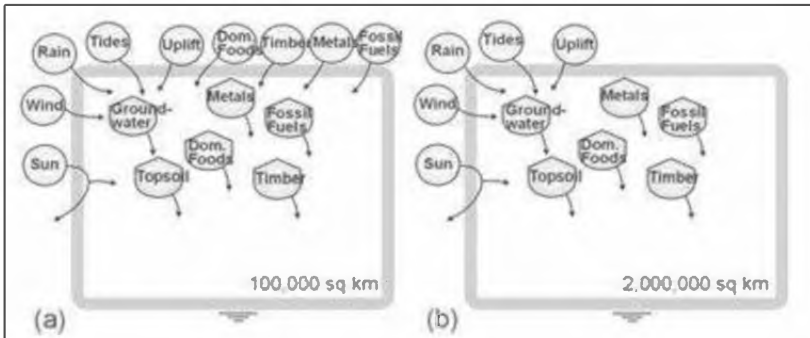 Rain
Tides
Uplift
Dom.
Foods
Timber
Metals
Fossil
Fuels
Wind
Ground-
water
Metals
Fossil
Fuels
Sun
Dom.
Foods
Topsoil
Timber
100,000 sq km
(a)
Rain
Tides
Uplift
Wind
Ground-
water
Metals
Fossil
Fuels
Sun
Dom.
Foods
Topsoil
Timber
2,000,000 sq km
(b)